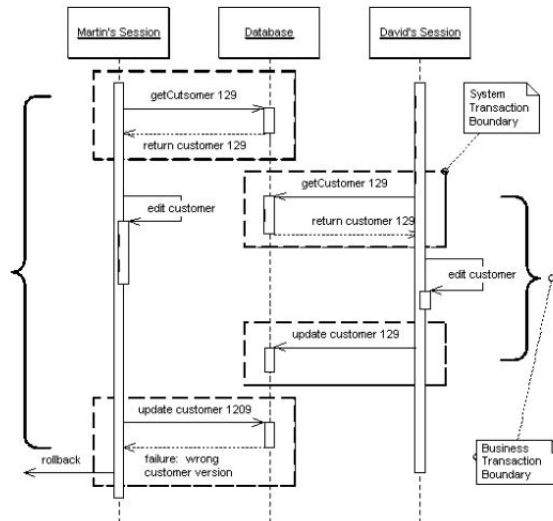 Martin's Session
Database
David's Session
getCutsomer 129
return customer 129
System
Transaction
Boundary
getCustomer 129
return customer 129
edit customer
edit customer
update customer 129
update customer 1209
failure: wrong
customer version
rollback
Business
Transaction
Boundary